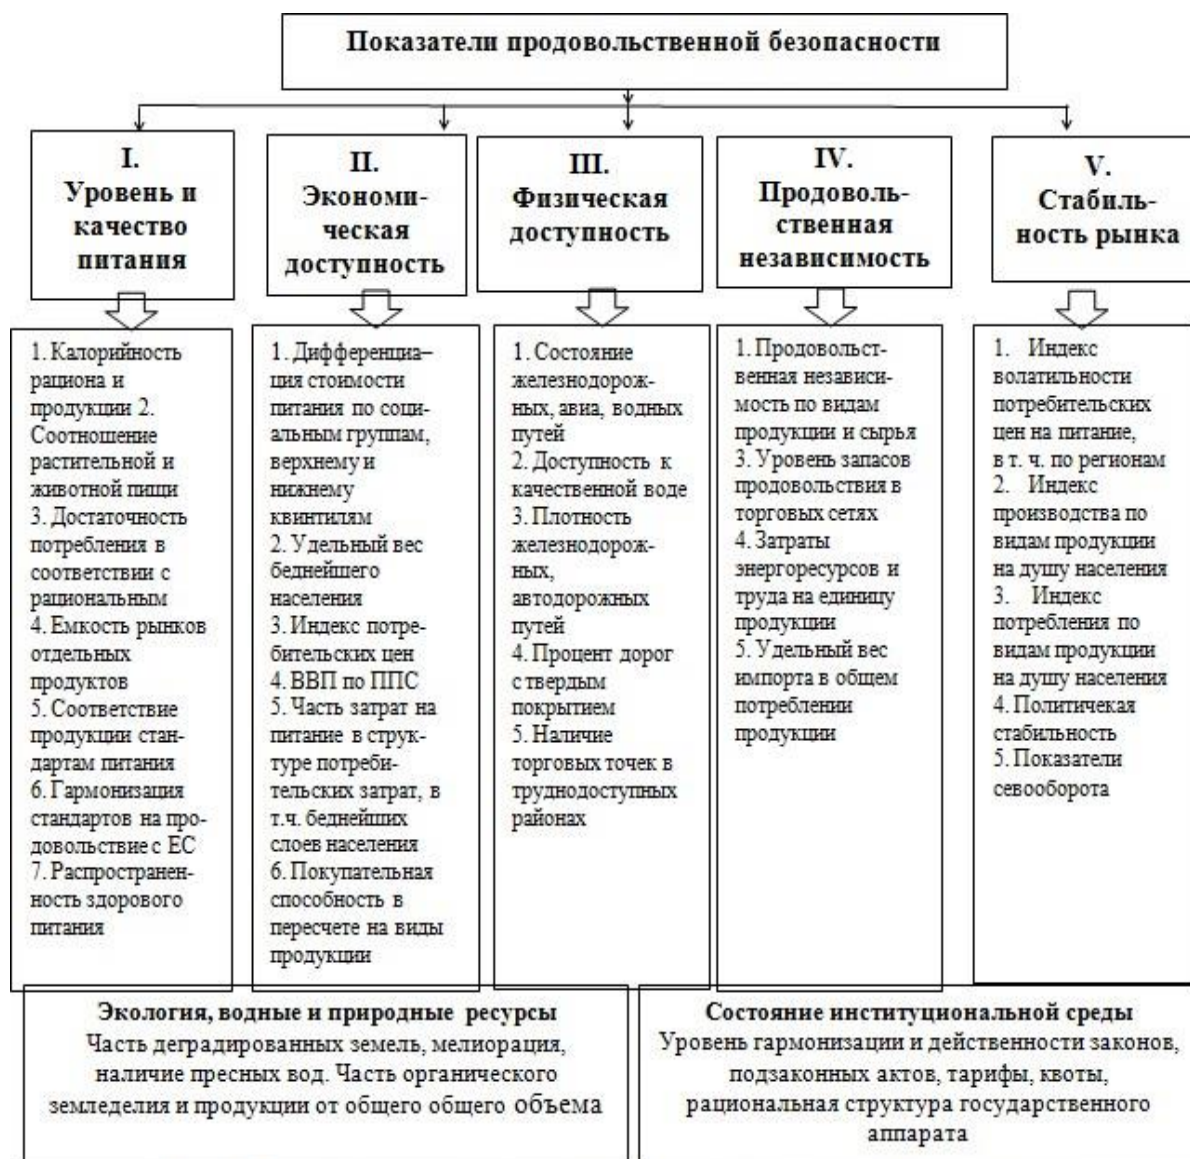 Показатели продовольственной безопасности
I.
Уровень и
качество
питания
II.
Экономи-
ческая
доступность
III.
Физическая
доступность
IV.
Продоволь-
ственная
независимость
V.
Стабиль-
ность рынка
1. Калорийность
рациона и
продукции 2.
Соотношение
растительной и
животной пищи
3. Достаточность
потребления в
соответствии с
рациональным
4. Емкость рынков
отдельных
продуктов
5. Соответствие
продукции стан-
дартам питания
6. Гармонизация
стандартов на про-
довольствие с ЕС
7. Распространен-
ность здорового
питания
1. Дифференциа–
ция стоимости
питания по соци-
альным группам,
верхнему и
нижнему
квинтилям
2. Удельный вес
беднейшего
населения
3. Индекс потре-
бительских цен
4. ВВП по ППС
5. Часть затрат на
питание в струк-
туре потреби-
тельских затрат, в
т.ч. беднейших
слоев населения
6. Покупательная
способность в
пересчете на виды
продукции
1. Состояние
железнодорож-
ных, авиа, водных
путей
2. Доступность к
качественной воде
3. Плотность
железнодорож-
ных,
автодорожных
путей
4. Процент дорог
с твердым
покрытием
5. Наличие
торговых точек в
труднодоступных
районах
1. Продовольст-
венная независи-
мость по видам
продукции и сырья
3. Уровень запасов
продовольствия в
торговых сетях
4. Затраты
энергоресурсов и
труда на единицу
продукции
5. Удельный вес
импорта в общем
потреблении
продукции
1. Индекс
волатильности
потребительских
цен на питание,
в т. ч. по регионам
2. Индекс
производства по
видам продукции
на душу населения
3. Индекс
потребления по
видам продукции
на душу населения
4. Политичекая
стабильность
5. Показатели
севооборота
Экология, водные и природные ресурсы
Часть деградированных земель, мелиорация,
наличие пресных вод. Часть органического
земледелия и продукции от общего общего объема
Состояние институциональной среды
Уровень гармонизации и действенности законов,
подзаконных актов, тарифы, квоты,
рациональная структура государственного
аппарата